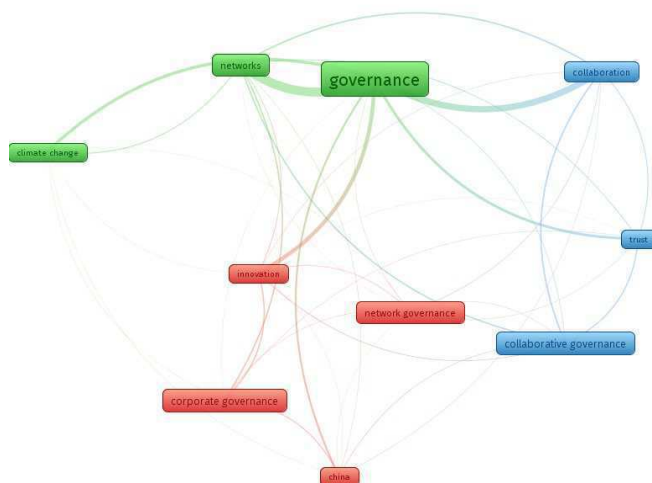 networks
governance
collaboration
climate change
trust
innovation
network governance
collaborative governance
corporate governance
china